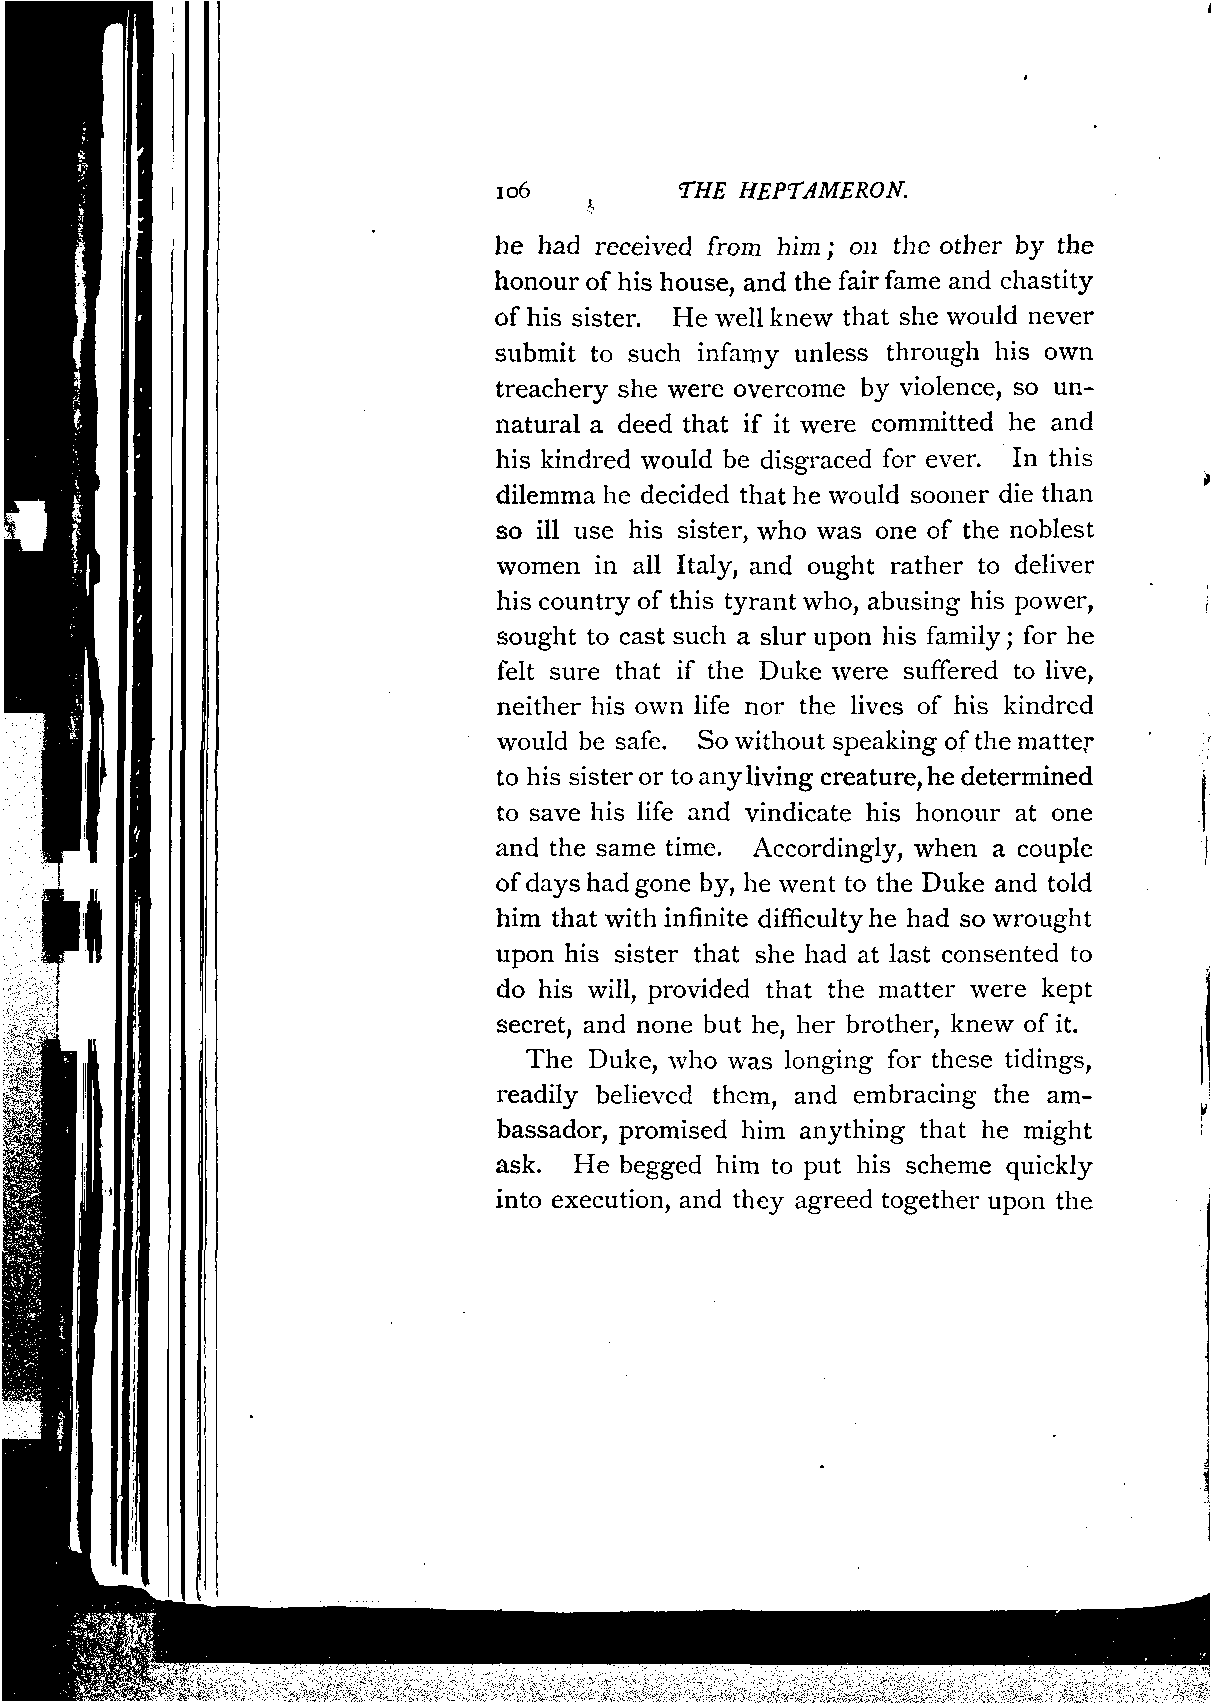 106 THE HEPTAMERON.
he had received from him; on the other by the
honour of his house, and the fair fame and chastity
of his sister. He well knew that she would never
submit to such infamy unless through his own
treachery she were overcome by violence, so un-
natural a deed that if it were committed he and
his kindred would be disgraced for ever. In this
dilemma he decided that he would sooner die than
so ill use his sister, who was one of the noblest
women in all Italy, and ought rather to deliver
his country of this tyrant who, abusing his power,
sought to cast such a slur upon his family; for he
felt sure that if the Duke were suffered to live,
neither his own life nor the lives of his kindred
would be safe. So without speaking of the matter
to his sister or to any living creature, he determined
to save his life and vindicate his honour at one
and the same time. Accordingly, when a couple
of days had gone by, he went to the Duke and told
him that with infinite difficulty he had so wrought
upon his sister that she had at last consented to
do his will, provided that the matter were kept
secret, and none but he, her brother, knew of it.
The Duke, who was longing for these tidings,
readily believed them, and embracing the am-
bassador, promised him anything that he might
ask. He begged him to put his scheme quickly
into execution, and they agreed together upon the